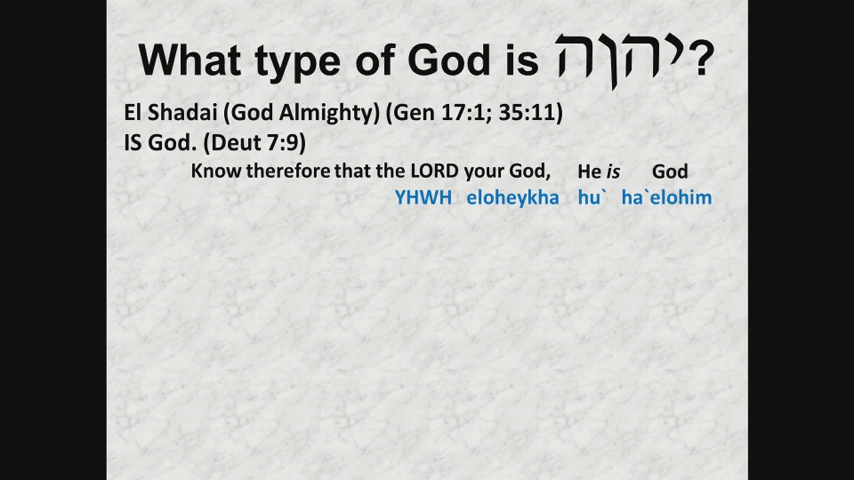 What type of God is יהוה?
El Shadai (God Almighty) (Gen 17:1; 35:11)
IS God. (Deut 7:9)
Know therefore that the LORD your God, He is God
YHWH eloheykha hu` ha`elohim